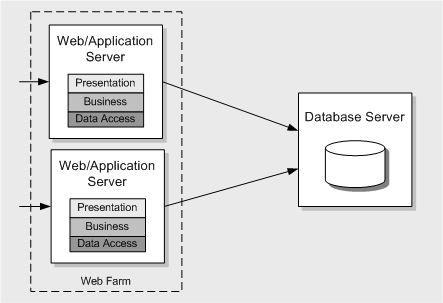 Web/Application
Server
Presentation
Business
Data Access
Web/Application
Server
Presentation
Business
Data Access
Web Farm
Database Server